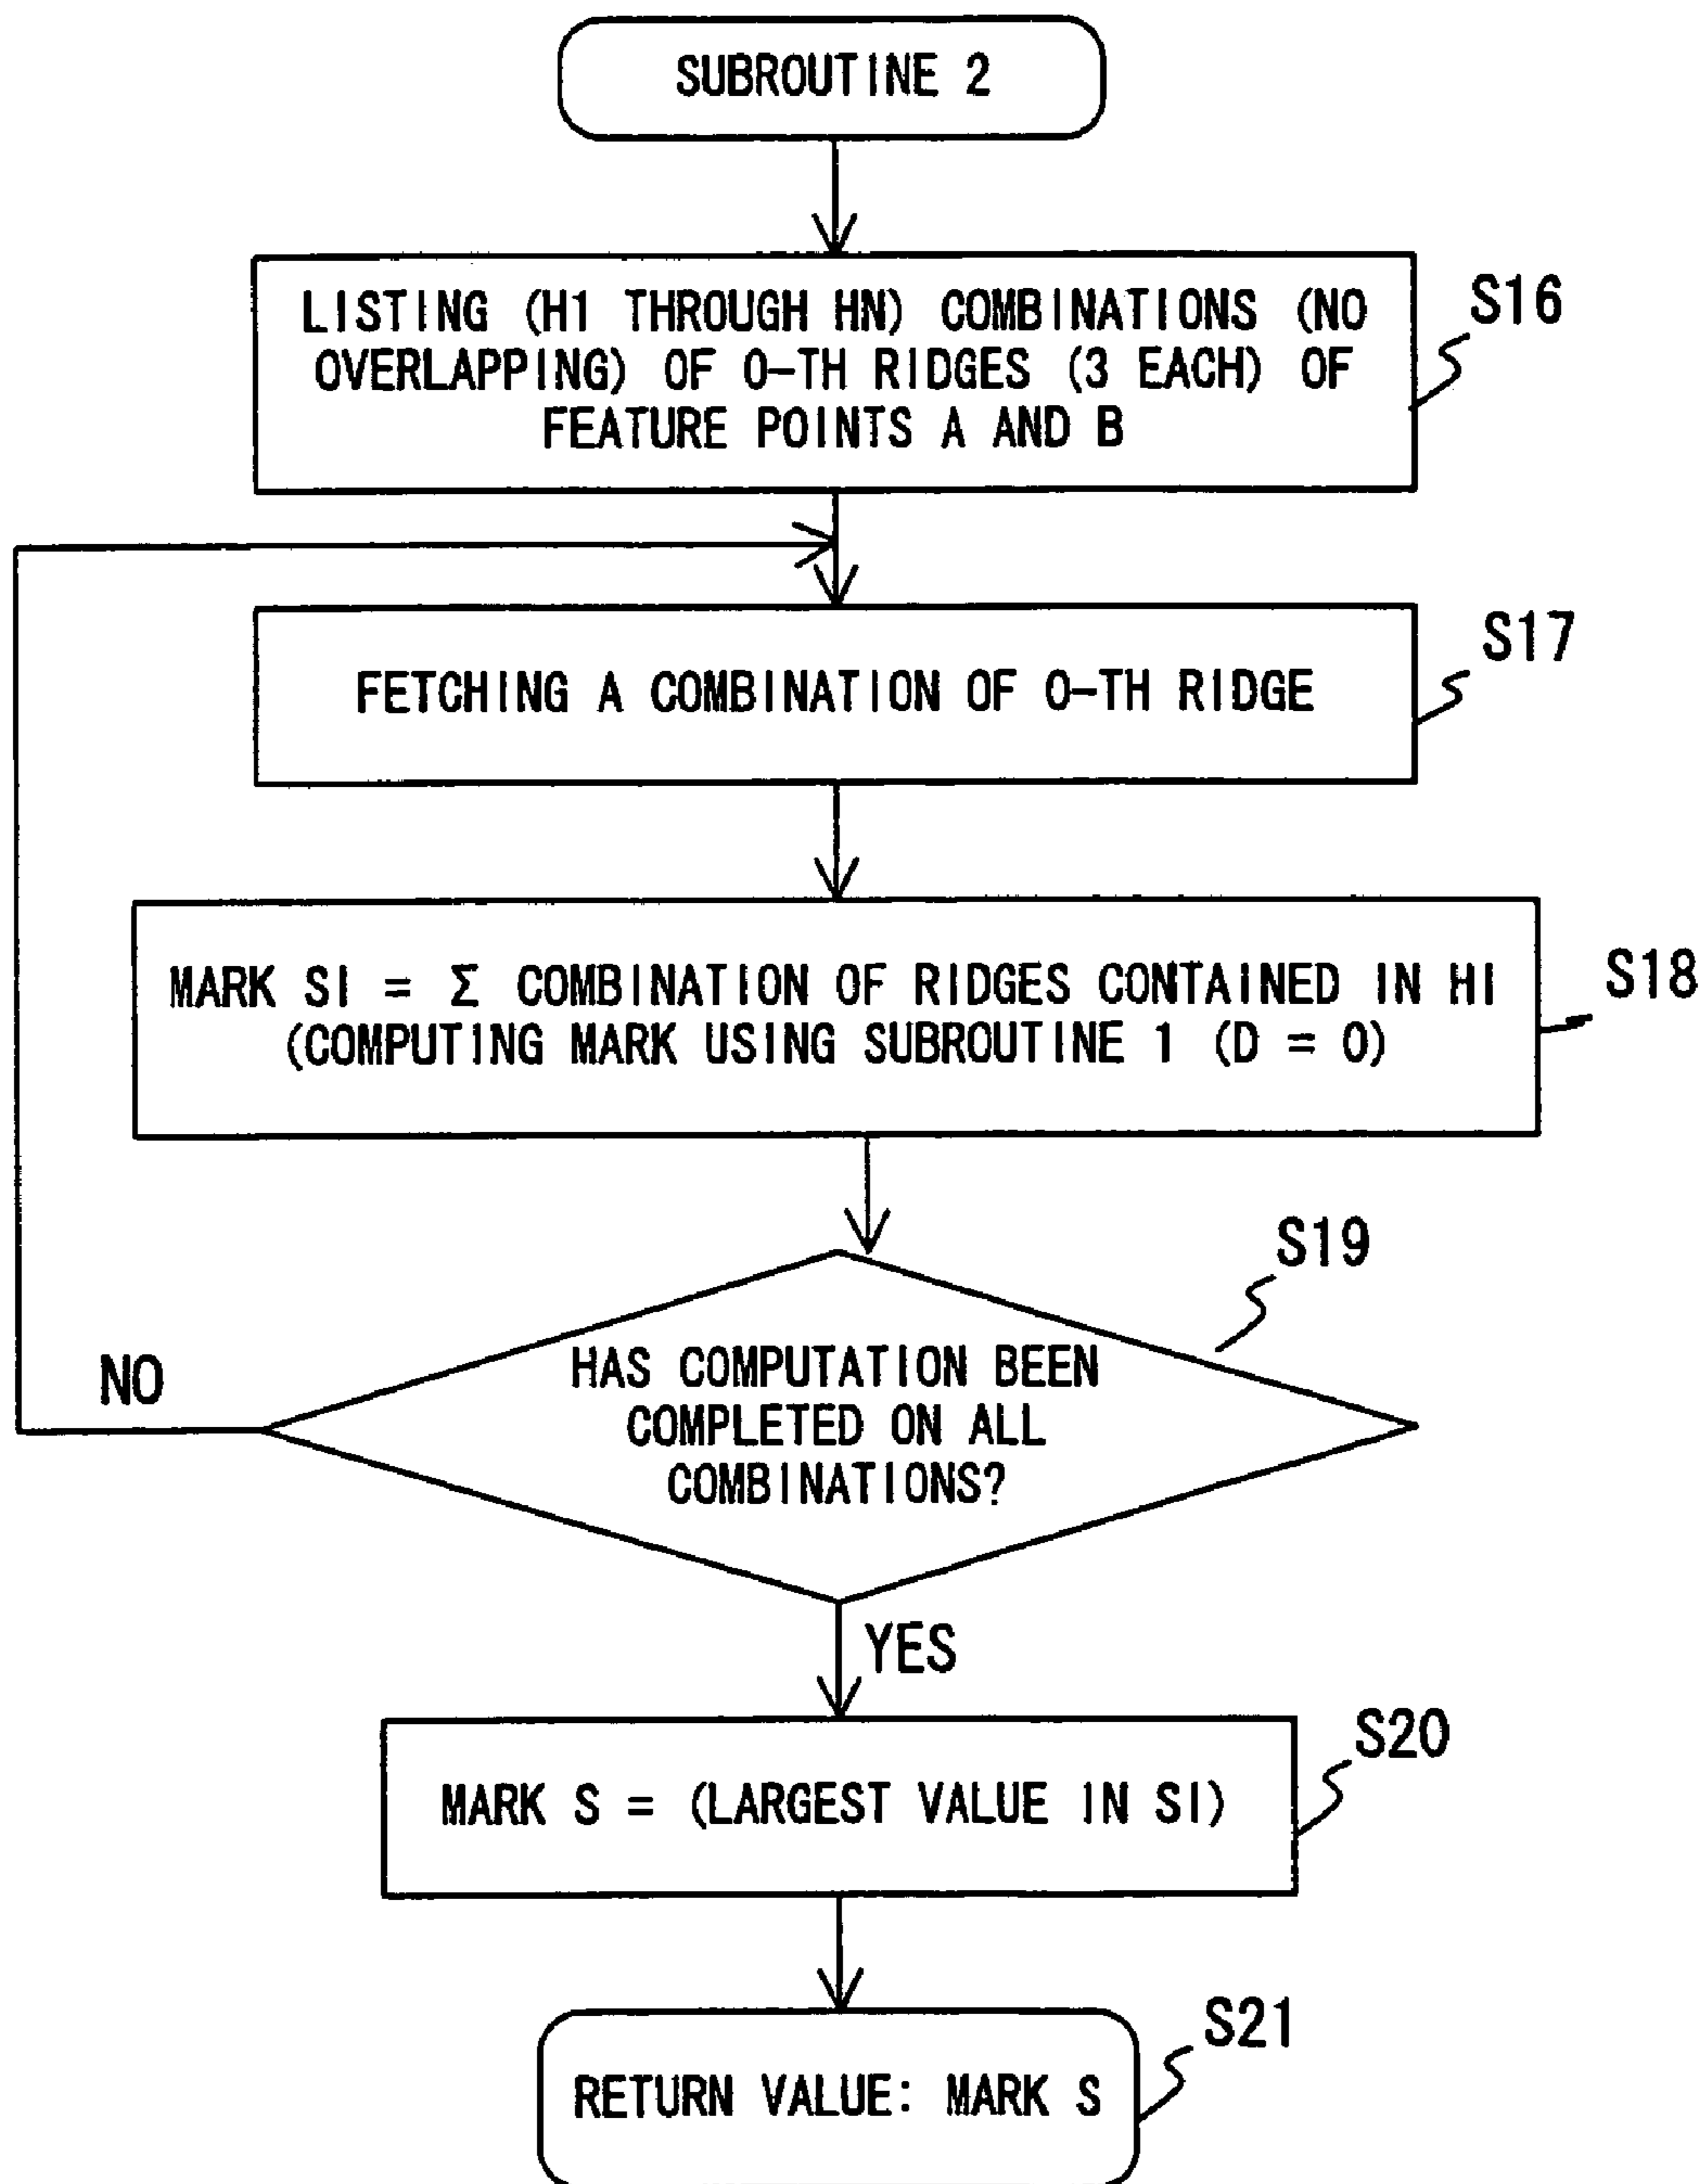 SUBROUTINE 2
LISTING (H1 THROUGH HN) COMBINATIONS (NO
OVERLAPPING) OF 0-TH RIDGES (3 EACH) OF
FEATURE POINTS A AND B
S16
FETCHING A COMBINATION OF 0-TH RIDGE
S17
MARK SI = Σ COMBINATION OF RIDGES CONTAINED IN HI
(COMPUTING MARK USING SUBROUTINE 1 (D = 0)
S18
S19
HAS COMPUTATION BEEN
COMPLETED ON ALL
COMBINATIONS?
NO
YES
MARK S = (LARGEST VALUE IN SI)
S20
RETURN VALUE: MARK S
S21